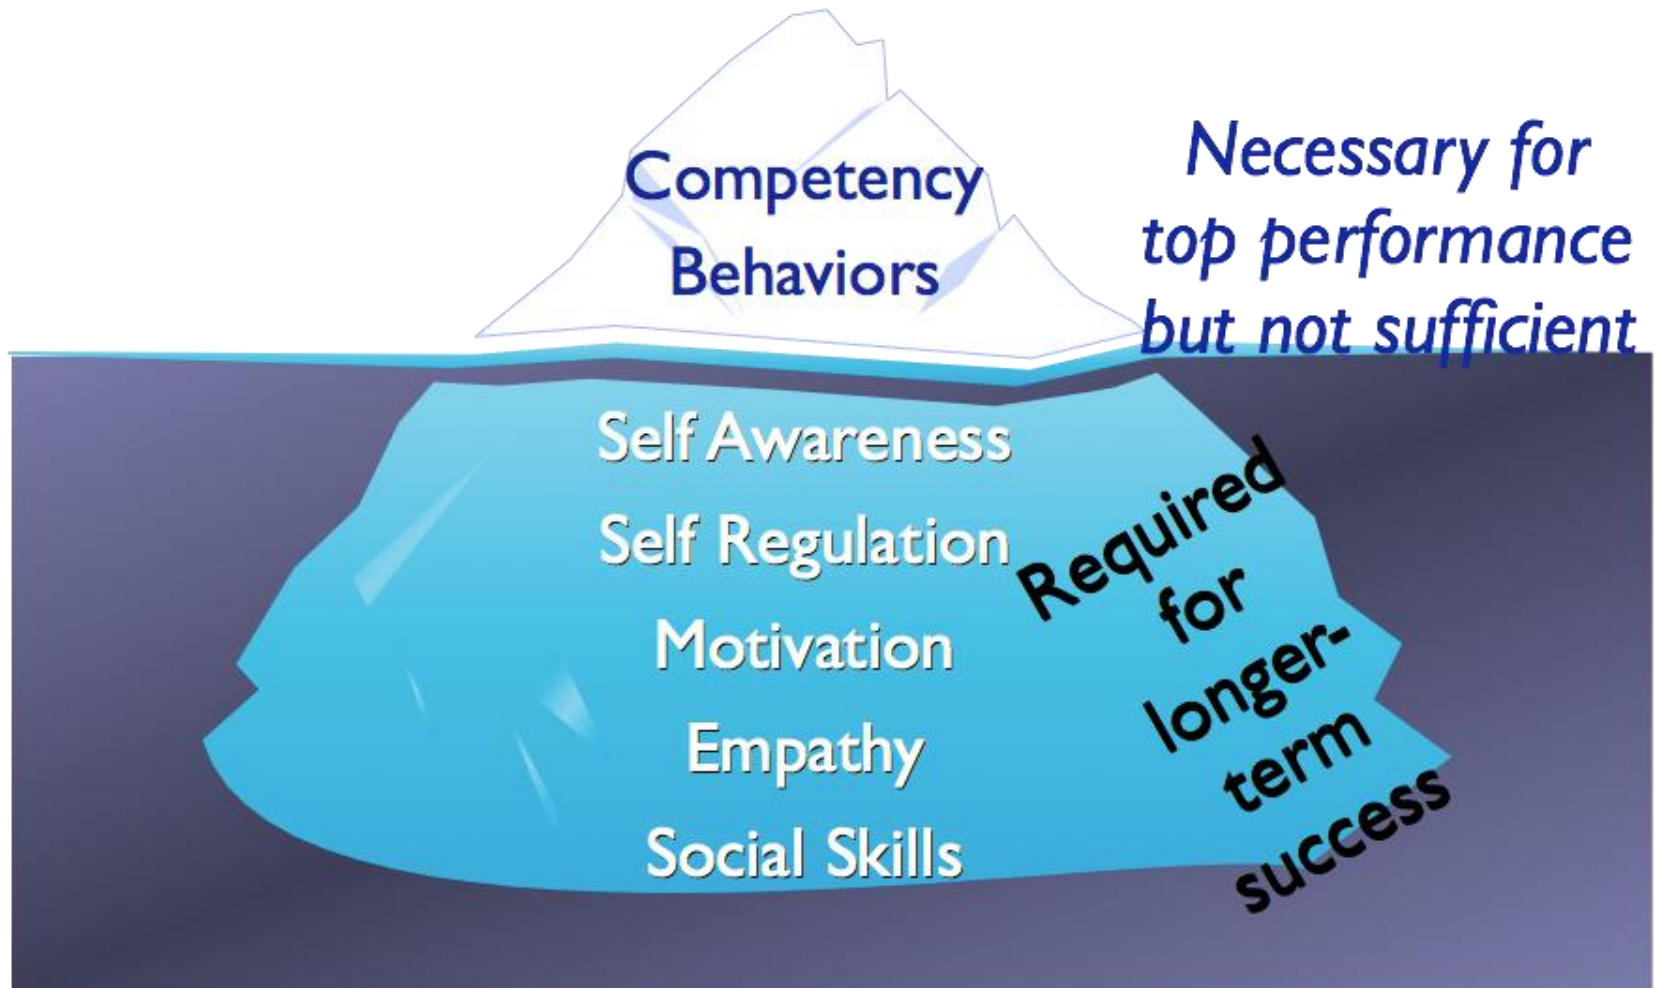 Competency
Behaviors
Necessary for
top performance
but not sufficient
Self Awareness
Self Regulation
Motivation
Empathy
Social Skills
Required
for
longer-
term
success